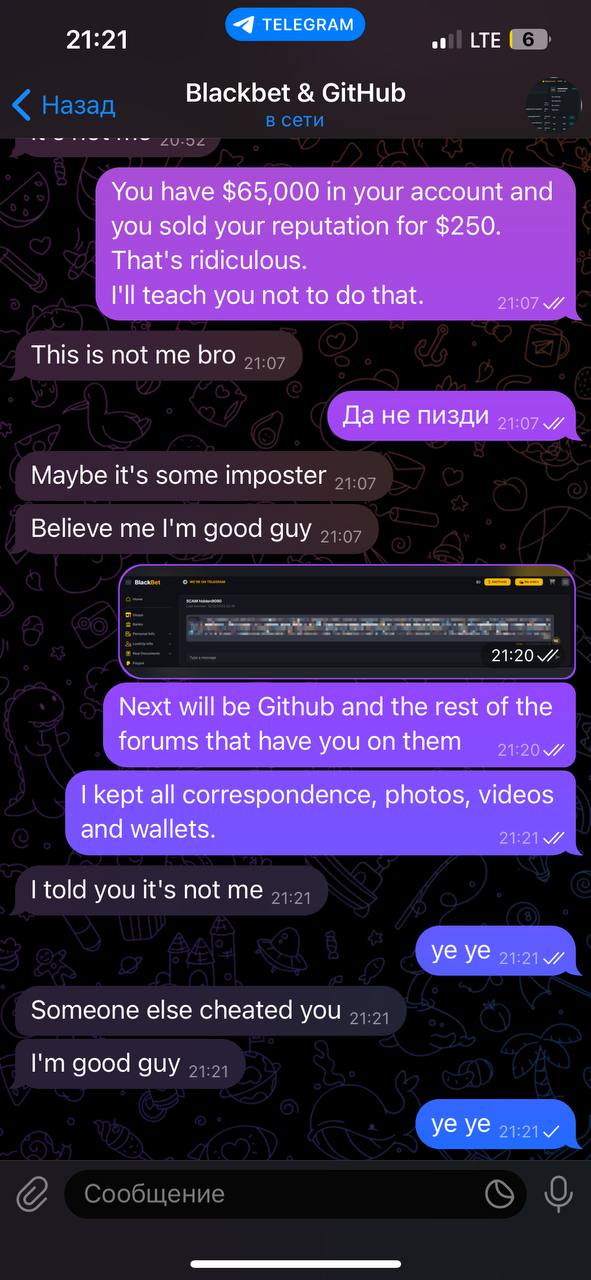 21:21
TELEGRAM
LTE
6
Назад
Blackbet & GitHub
в сети
It's not me 20:52
You have $65,000 in your account and
you sold your reputation for $250.
That's ridiculous.
I'll teach you not to do that. 21:07
This is not me bro 21:07
Да не пизди 21:07
Maybe it's some imposter 21:07
Believe me I'm good guy 21:07
BlackBet
WE'RE ON TELEGRAM
Home
21:20
Next will be Github and the rest of the
forums that have you on them 21:20
I kept all correspondence, photos, videos
and wallets. 21:21
I told you it's not me 21:21
ye ye 21:21
Someone else cheated you 21:21
I'm good guy 21:21
ye ye 21:21
Сообщение